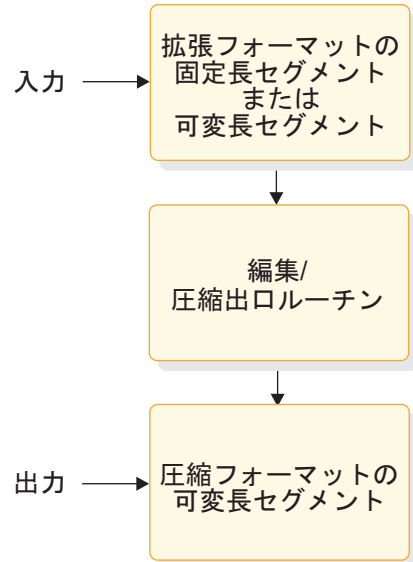 入力
拡張フォーマットの
固定長セグメント
または
可変長セグメント
編集/
圧縮出口ルーチン
出力
圧縮フォーマットの
可変長セグメント